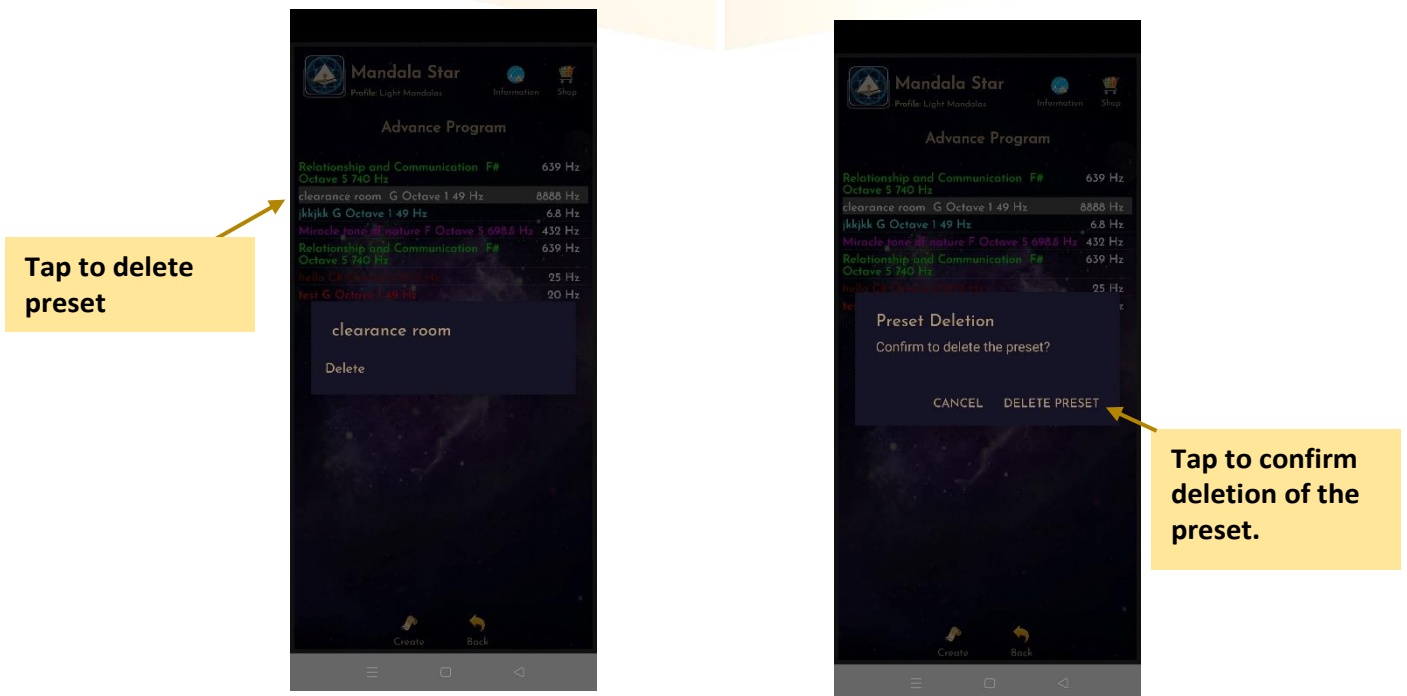 Tap to delete
preset
Mandala Star
Profile: Light Mandalas
Information
Shop
Advance Program
Relationship and Communication F# 639 Hz
Octave 5 740 Hz
clearance room G Octave 1 49 Hz 8888 Hz
jkkjkk G Octave 1 49 Hz 6.8 Hz
Miracle tone of nature F Octave 5 698.8 Hz 432 Hz
Relationship and Communication F# 639 Hz
Octave 5 740 Hz
hello C# 25 Hz
test G Octave 1 49 Hz 20 Hz
clearance room
Delete
Create
Back
Mandala Star
Profile: Light Mandalas
Information
Shop
Advance Program
Relationship and Communication F# 639 Hz
Octave 5 740 Hz
clearance room G Octave 1 49 Hz 8888 Hz
jkkjkk G Octave 1 49 Hz 6.8 Hz
Miracle tone of nature F Octave 5 698.8 Hz 432 Hz
Relationship and Communication F# 639 Hz
Octave 5 740 Hz
hello 25 Hz
Preset Deletion
Confirm to delete the preset?
CANCEL DELETE PRESET
Create
Back
Tap to confirm
deletion of the
preset.